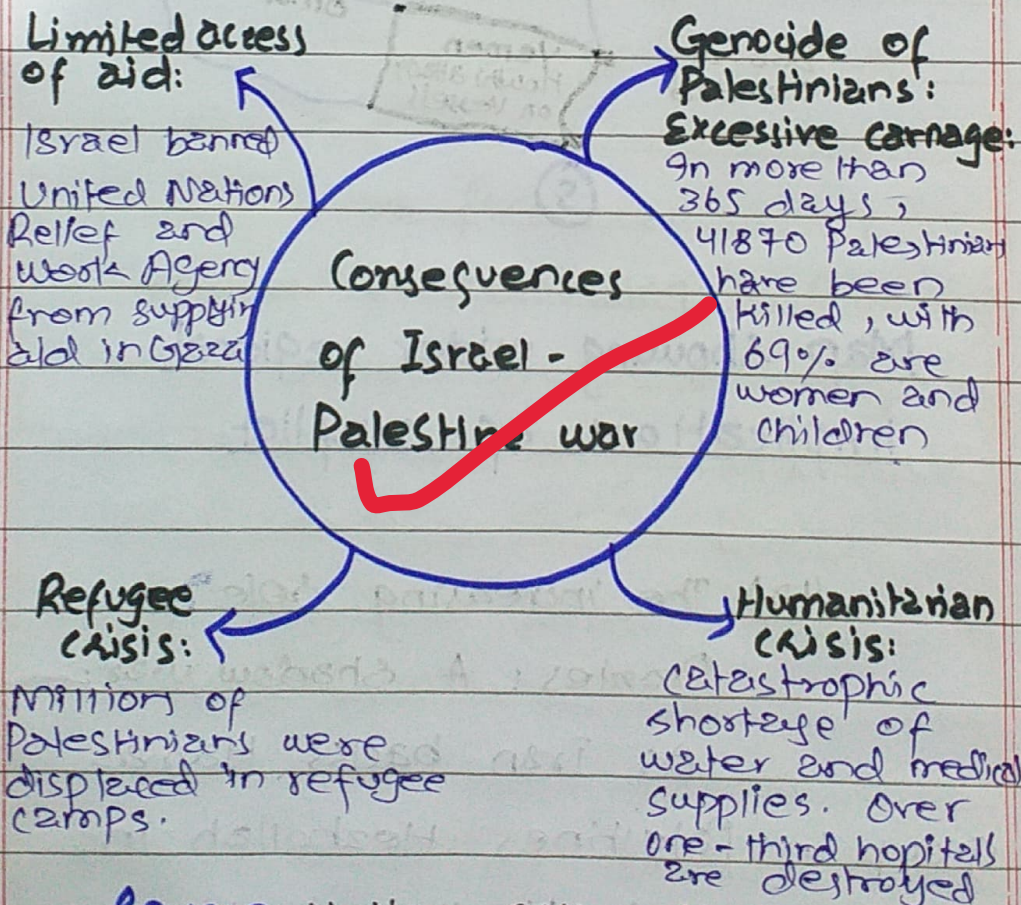 Limited access
of aid:
Israel banned
United Nations
Relief and
Work Agency
from supplyin
aid in Gaza
Genocide of
Palestinians:
Excessive carnage:
In more than
365 days,
41870 Palestinian
have been
killed, with
69% are
women and
children
Consequences
of Israel -
Palestine war
Refugee
crisis:
Million of
Palestinians were
displaced in refugee
camps.
Humanitarian
crisis:
catastrophic
shortage of
water and medical
supplies. Over
one-third hopitals
are destroyed